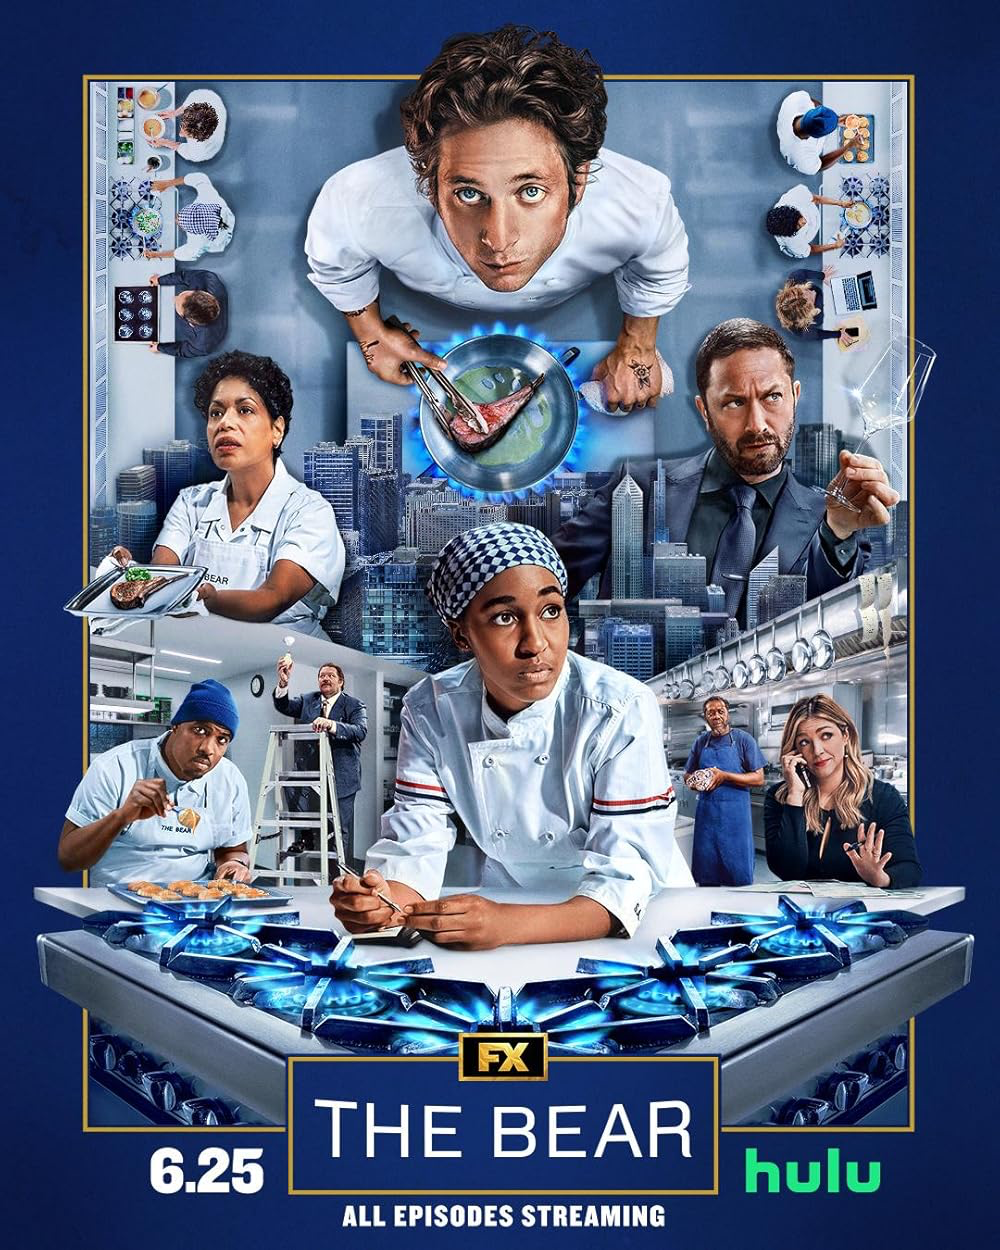 BEAR
THE BEAR
FX
THE BEAR
6.25
hulu
ALL EPISODES STREAMING